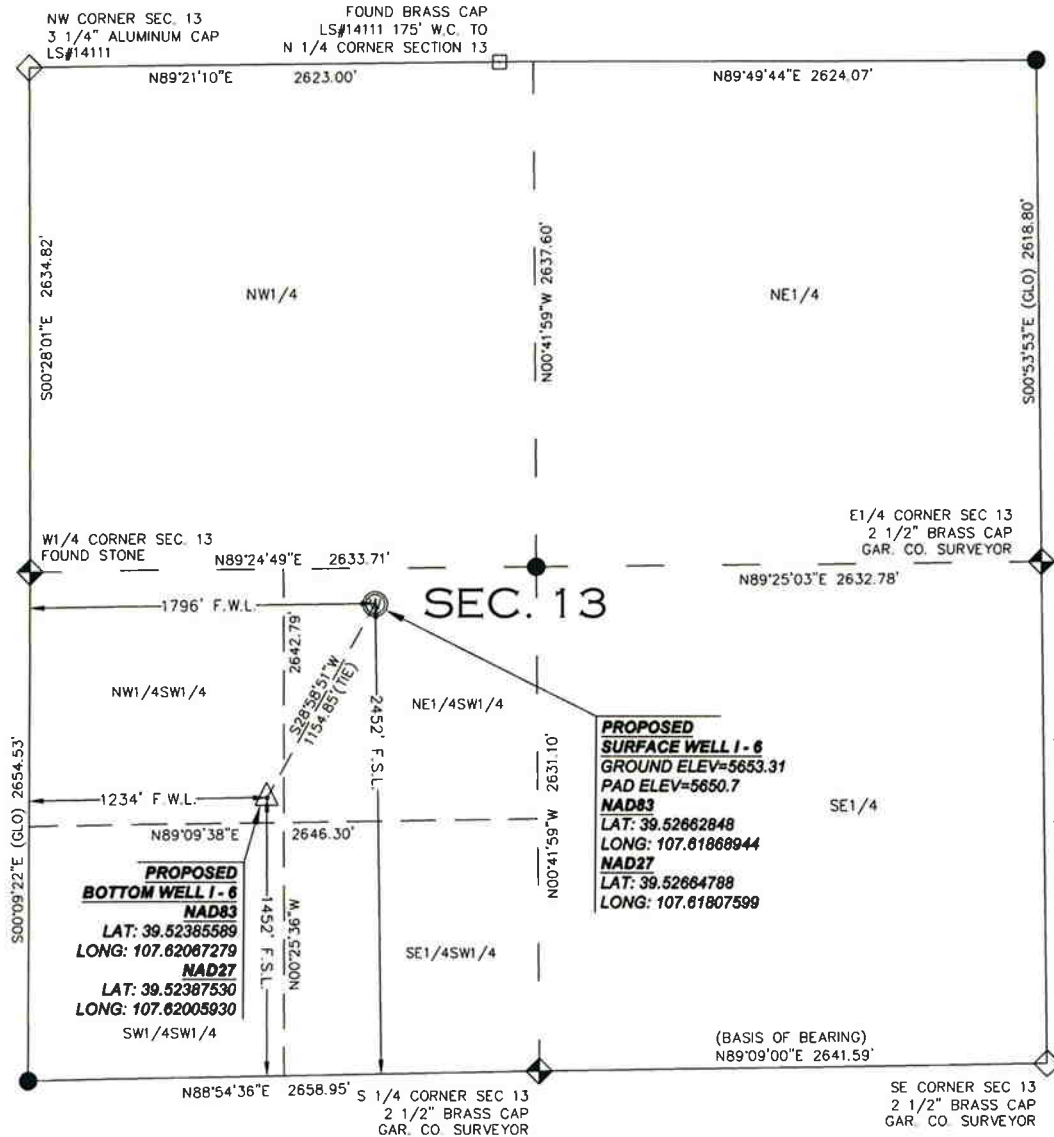 NW CORNER SEC. 13
3 1/4" ALUMINUM CAP
LS#14111
FOUND BRASS CAP
LS#14111 175' W.C. TO
N 1/4 CORNER SECTION 13
N89°21'10"E 2623.00'
N89°49'44"E 2624.07'
S00°28'01"E 2634.82'
NW1/4
N00°41'59"W 2637.60'
NE1/4
S00°53'53"E (GLO) 2618.80'
W1/4 CORNER SEC. 13
FOUND STONE
N89°24'49"E 2633.71'
E1/4 CORNER SEC 13
2 1/2" BRASS CAP
GAR. CO. SURVEYOR
N89°25'03"E 2632.78'
SEC. 13
1796' F.W.L.
W
2642.79'
S28°58'51"W
1154.85'(TIE)
NW1/4SW1/4
NE1/4SW1/4
2452' F.S.L.
PROPOSED
SURFACE WELL I - 6
GROUND ELEV=5653.31
PAD ELEV=5650.7
NAD83
LAT: 39.52662848
LONG: 107.61868944
NAD27
LAT: 39.52664788
LONG: 107.61807599
SE1/4
S00°09'22"E (GLO) 2654.53'
1234' F.W.L.
N89°09'38"E 2646.30'
N00°41'59"W 2631.10'
PROPOSED
BOTTOM WELL I - 6
NAD83
LAT: 39.52385589
LONG: 107.62067279
NAD27
LAT: 39.52387530
LONG: 107.62005930
1452' F.S.L.
N00°25'36"W
SE1/4SW1/4
SW1/4SW1/4
(BASIS OF BEARING)
N89°09'00"E 2641.59'
N88°54'36"E 2658.95'
S 1/4 CORNER SEC 13
2 1/2" BRASS CAP
GAR. CO. SURVEYOR
SE CORNER SEC 13
2 1/2" BRASS CAP
GAR. CO. SURVEYOR